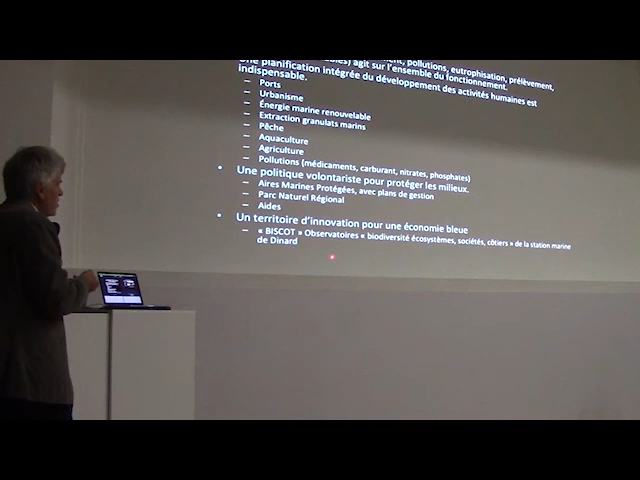 agit sur l'ensemble du fonctionnement.
pollutions, eutrophisation, prélèvement,
Une planification intégrée du développement des activités humaines est
indispensable.
– Ports
– Urbanisme
– Énergie marine renouvelable
– Extraction granulats marins
– Pêche
– Aquaculture
– Agriculture
– Pollutions (médicaments, carburant, nitrates, phosphates)
• Une politique volontariste pour protéger les milieux.
– Aires Marines Protégées, avec plans de gestion
– Parc Naturel Régional
– Aides
• Un territoire d'innovation pour une économie bleue
– « BISCOT » Observatoires « biodiversité écosystèmes, sociétés, côtiers » de la station marine
de Dinard